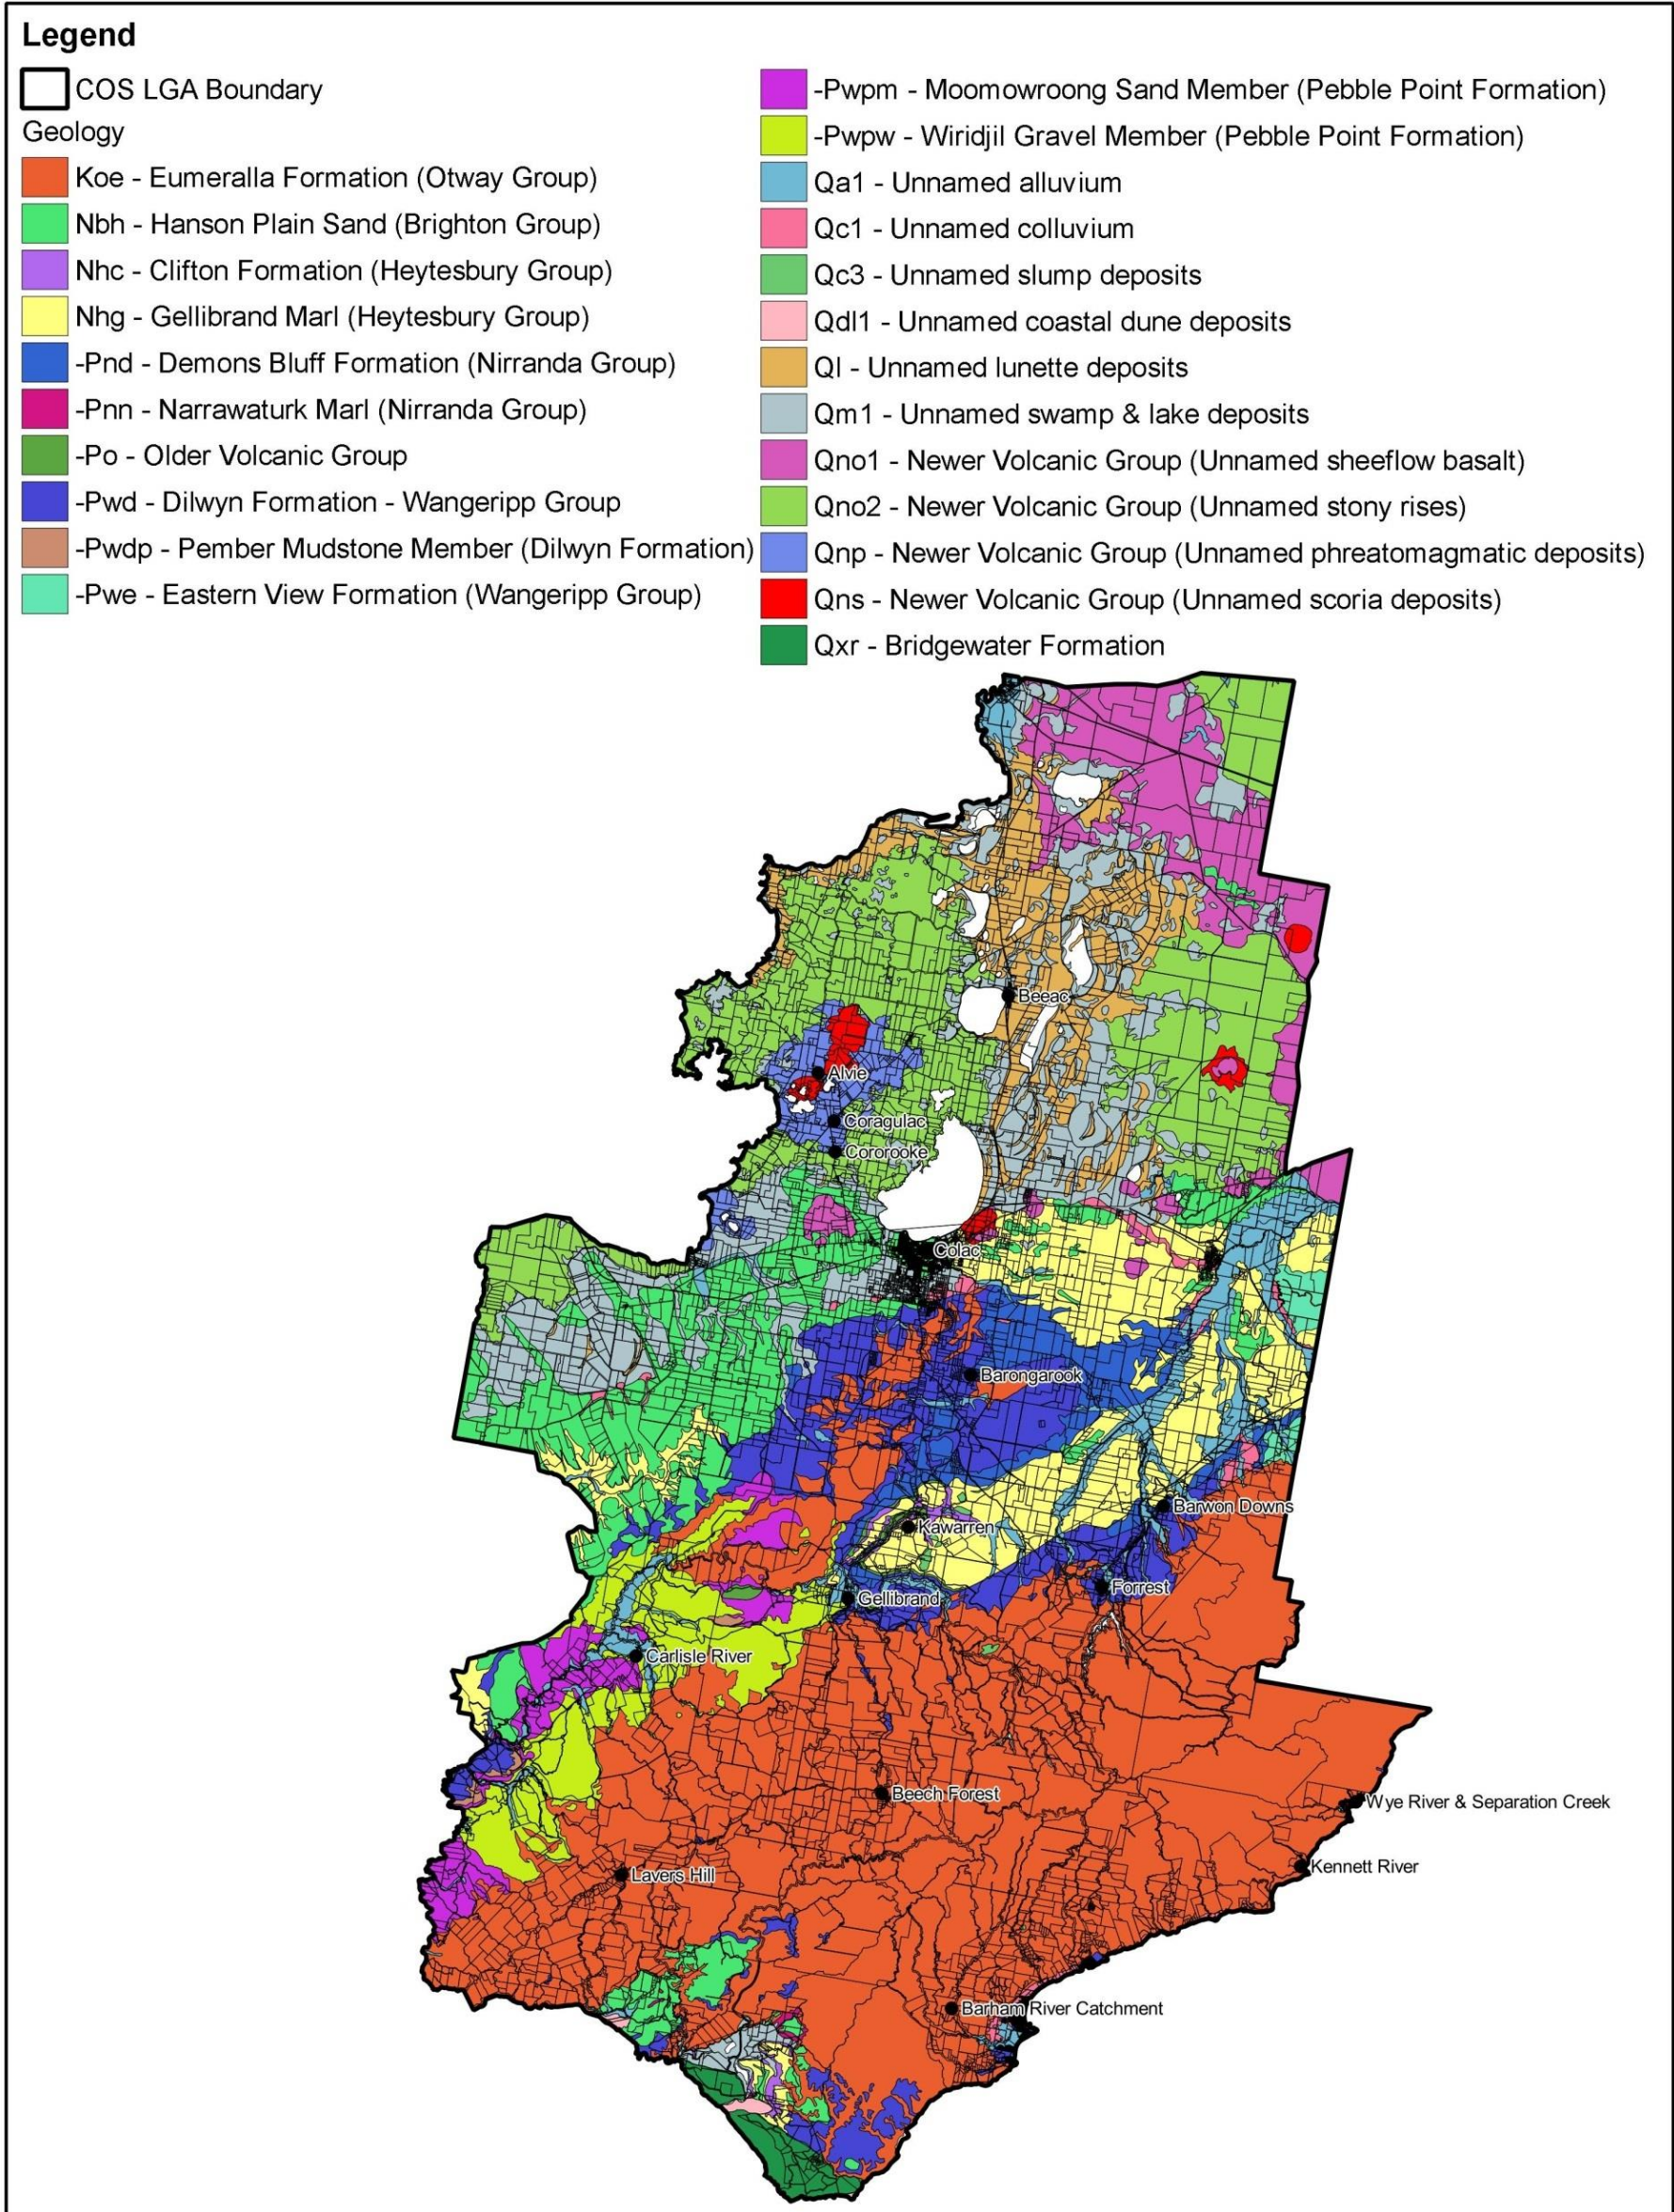 Legend
COS LGA Boundary
Geology
Koe - Eumeralla Formation (Otway Group)
Nbh - Hanson Plain Sand (Brighton Group)
Nhc - Clifton Formation (Heytesbury Group)
Nhg - Gellibrand Marl (Heytesbury Group)
-Pnd - Demons Bluff Formation (Nirranda Group)
-Pnn - Narrawaturk Marl (Nirranda Group)
-Po - Older Volcanic Group
-Pwd - Dilwyn Formation - Wangeripp Group
-Pwdp - Pember Mudstone Member (Dilwyn Formation)
-Pwe - Eastern View Formation (Wangeripp Group)
-Pwpm - Moomowroong Sand Member (Pebble Point Formation)
-Pwpw - Wiridjil Gravel Member (Pebble Point Formation)
Qa1 - Unnamed alluvium
Qc1 - Unnamed colluvium
Qc3 - Unnamed slump deposits
Qdl1 - Unnamed coastal dune deposits
Ql - Unnamed lunette deposits
Qm1 - Unnamed swamp & lake deposits
Qno1 - Newer Volcanic Group (Unnamed sheeflow basalt)
Qno2 - Newer Volcanic Group (Unnamed stony rises)
Qnp - Newer Volcanic Group (Unnamed phreatomagmatic deposits)
Qns - Newer Volcanic Group (Unnamed scoria deposits)
Qxr - Bridgewater Formation
Beeac
Alvie
Coragulac
Cororooke
Colac
Barongarook
Barwon Downs
Kawarren
Forrest
Gellibrand
Carlisle River
Beech Forest
Wye River & Separation Creek
Kennett River
Lavers Hill
Barham River Catchment